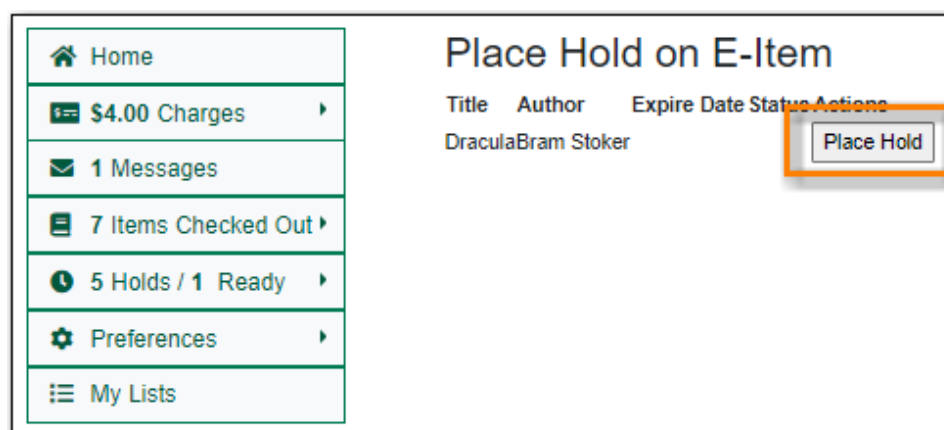 Home
$4.00 Charges
1 Messages
7 Items Checked Out
5 Holds / 1 Ready
Preferences
My Lists
Place Hold on E-Item
Title Author Expire Date Status Actions
DraculaBram Stoker Place Hold